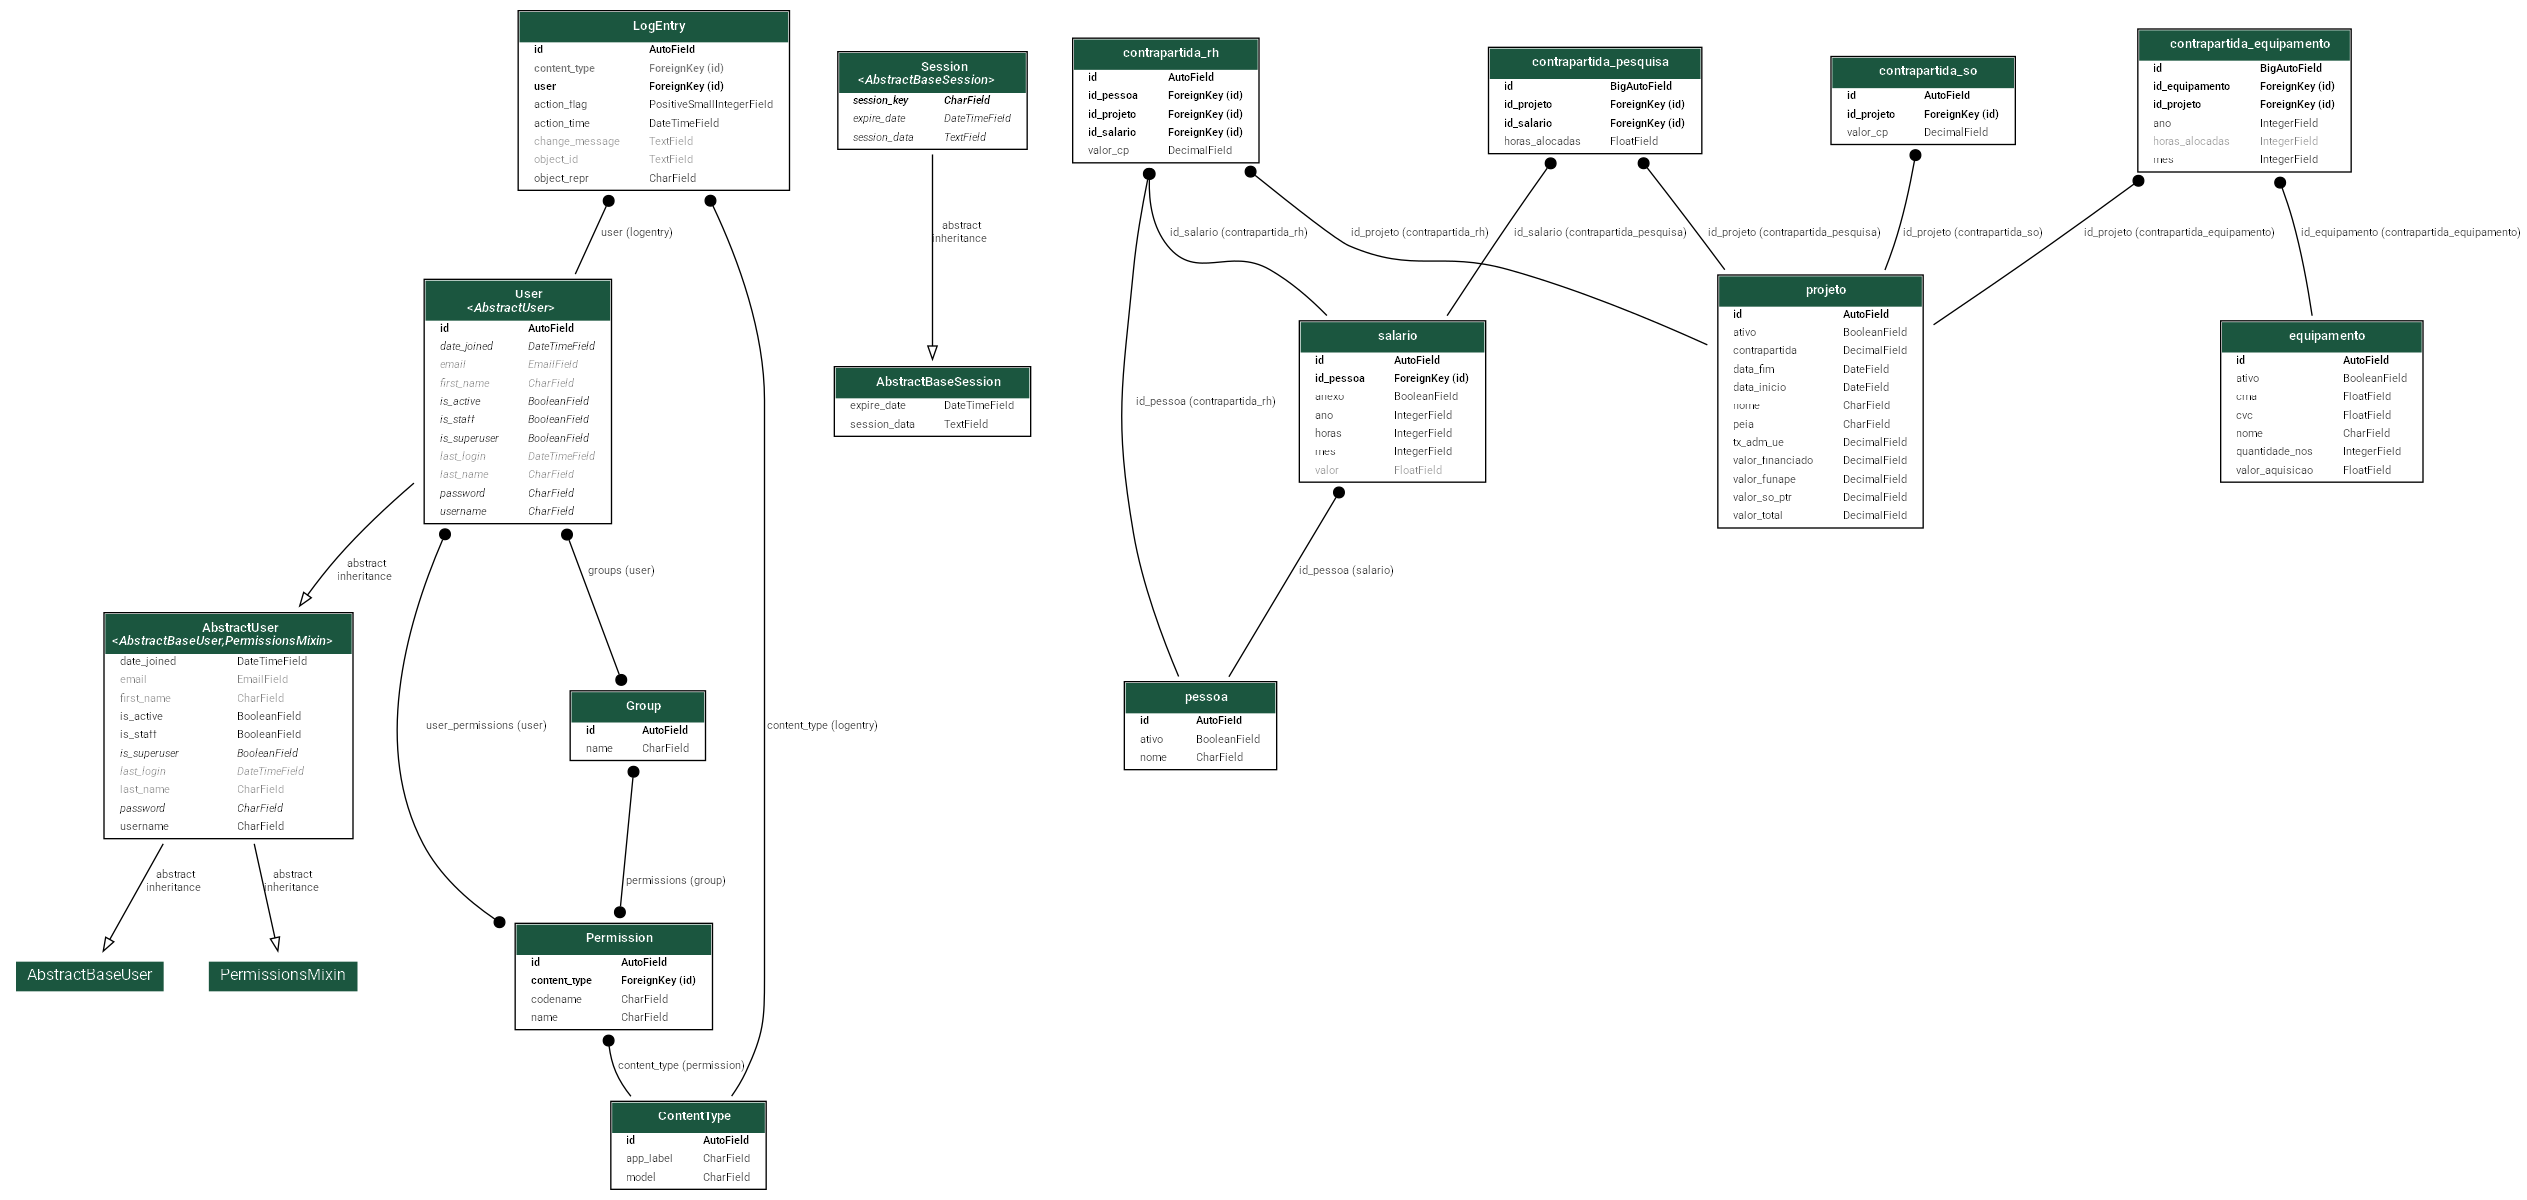 LogEntry
id AutoField
content_type ForeignKey (id)
user ForeignKey (id)
action_flag PositiveSmallIntegerField
action_time DateTimeField
change_message TextField
object_id TextField
object_repr CharField
Session
<AbstractBaseSession>
session_key CharField
expire_date DateTimeField
session_data TextField
contrapartida_rh
id AutoField
id_pessoa ForeignKey (id)
id_projeto ForeignKey (id)
id_salario ForeignKey (id)
valor_cp DecimalField
contrapartida_pesquisa
id BigAutoField
id_projeto ForeignKey (id)
id_salario ForeignKey (id)
horas_alocadas FloatField
contrapartida_so
id AutoField
id_projeto ForeignKey (id)
valor_cp DecimalField
contrapartida_equipamento
id BigAutoField
id_equipamento ForeignKey (id)
id_projeto ForeignKey (id)
ano IntegerField
horas_alocadas IntegerField
mes IntegerField
user (logentry)
abstract
inheritance
id_salario (contrapartida_rh)
id_projeto (contrapartida_rh)
id_salario (contrapartida_pesquisa)
id_projeto (contrapartida_pesquisa)
id_projeto (contrapartida_so)
id_projeto (contrapartida_equipamento)
id_equipamento (contrapartida_equipamento)
User
<AbstractUser>
id AutoField
date_joined DateTimeField
email EmailField
first_name CharField
is_active BooleanField
is_staff BooleanField
is_superuser BooleanField
last_login DateTimeField
last_name CharField
password CharField
username CharField
AbstractBaseSession
expire_date DateTimeField
session_data TextField
id_pessoa (contrapartida_rh)
salario
id AutoField
id_pessoa ForeignKey (id)
anexo BooleanField
ano IntegerField
horas IntegerField
mes IntegerField
valor FloatField
projeto
id AutoField
ativo BooleanField
contrapartida DecimalField
data_fim DateField
data_inicio DateField
nome CharField
peia CharField
tx_adm_ue DecimalField
valor_financiado DecimalField
valor_funape DecimalField
valor_so_ptr DecimalField
valor_total DecimalField
equipamento
id AutoField
ativo BooleanField
cma FloatField
cvc FloatField
nome CharField
quantidade_nos IntegerField
valor_aquisicao FloatField
abstract
inheritance
groups (user)
id_pessoa (salario)
AbstractUser
<AbstractBaseUser,PermissionsMixin>
date_joined DateTimeField
email EmailField
first_name CharField
is_active BooleanField
is_staff BooleanField
is_superuser BooleanField
last_login DateTimeField
last_name CharField
password CharField
username CharField
user_permissions (user)
Group
id AutoField
name CharField
content_type (logentry)
pessoa
id AutoField
ativo BooleanField
nome CharField
abstract
inheritance
abstract
inheritance
permissions (group)
AbstractBaseUser
PermissionsMixin
Permission
id AutoField
content_type ForeignKey (id)
codename CharField
name CharField
content_type (permission)
ContentType
id AutoField
app_label CharField
model CharField